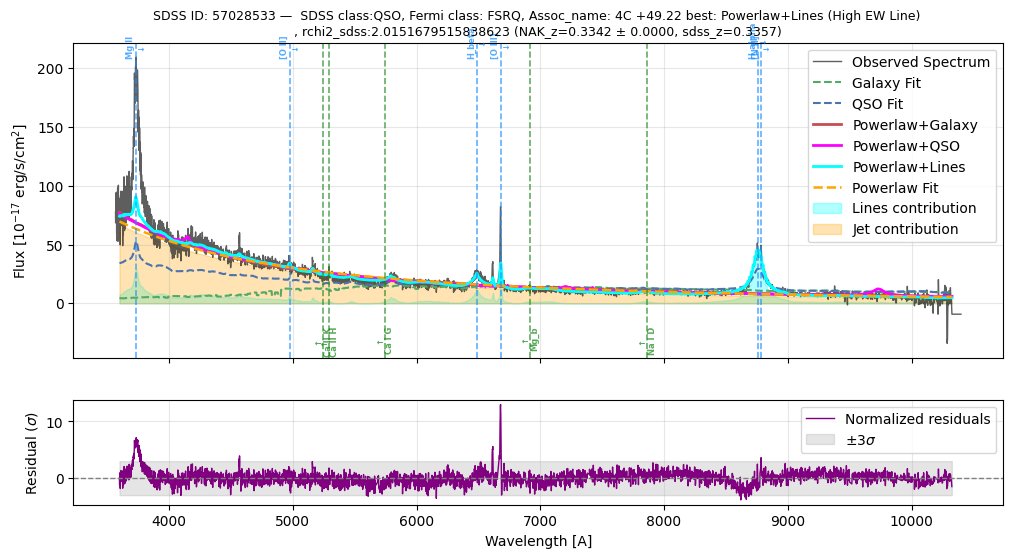 SDSS ID: 57028533 — SDSS class:QSO, Fermi class: FSRQ, Assoc_name: 4C +49.22 best: Powerlaw+Lines (High EW Line)
, rchi2_sdss:2.0151679515838623 (NAK_z=0.3342 ± 0.0000, sdss_z=0.3357)
Mg II
↓
[O II]
↓
H beta
[O III]
↓
↓
Observed Spectrum
Galaxy Fit
QSO Fit
Powerlaw+Galaxy
Powerlaw+QSO
Powerlaw+Lines
Powerlaw Fit
Lines contribution
Jet contribution
Flux [10⁻¹⁷ erg/s/cm²]
200
150
100
50
0
↑
Ca II H
↑
Ca I G
↑
Mg_b
↑
Na I D
Residual (σ)
10
0
Normalized residuals
±3σ
4000 5000 6000 7000 8000 9000 10000
Wavelength [A]